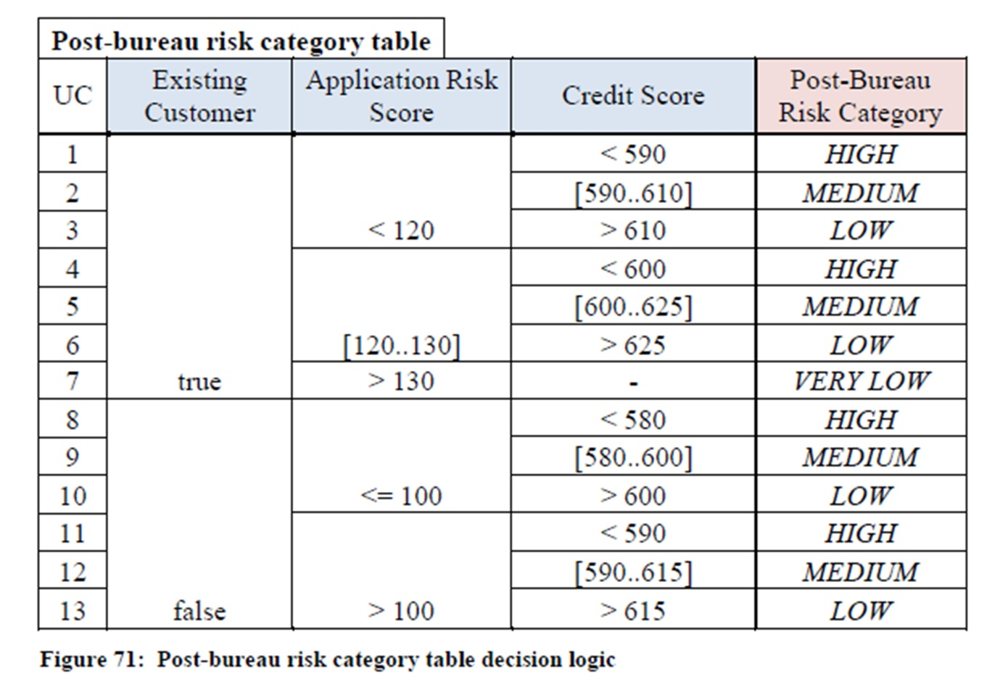 Post-bureau risk category table
UC Existing Customer Application Risk Score Credit Score Post-Bureau Risk Category
1 < 590 HIGH
2 [590..610] MEDIUM
3 < 120 > 610 LOW
4 < 600 HIGH
5 [600..625] MEDIUM
6 [120..130] > 625 LOW
7 true > 130 - VERY LOW
8 < 580 HIGH
9 [580..600] MEDIUM
10 <= 100 > 600 LOW
11 < 590 HIGH
12 [590..615] MEDIUM
13 false > 100 > 615 LOW
Figure 71: Post-bureau risk category table decision logic